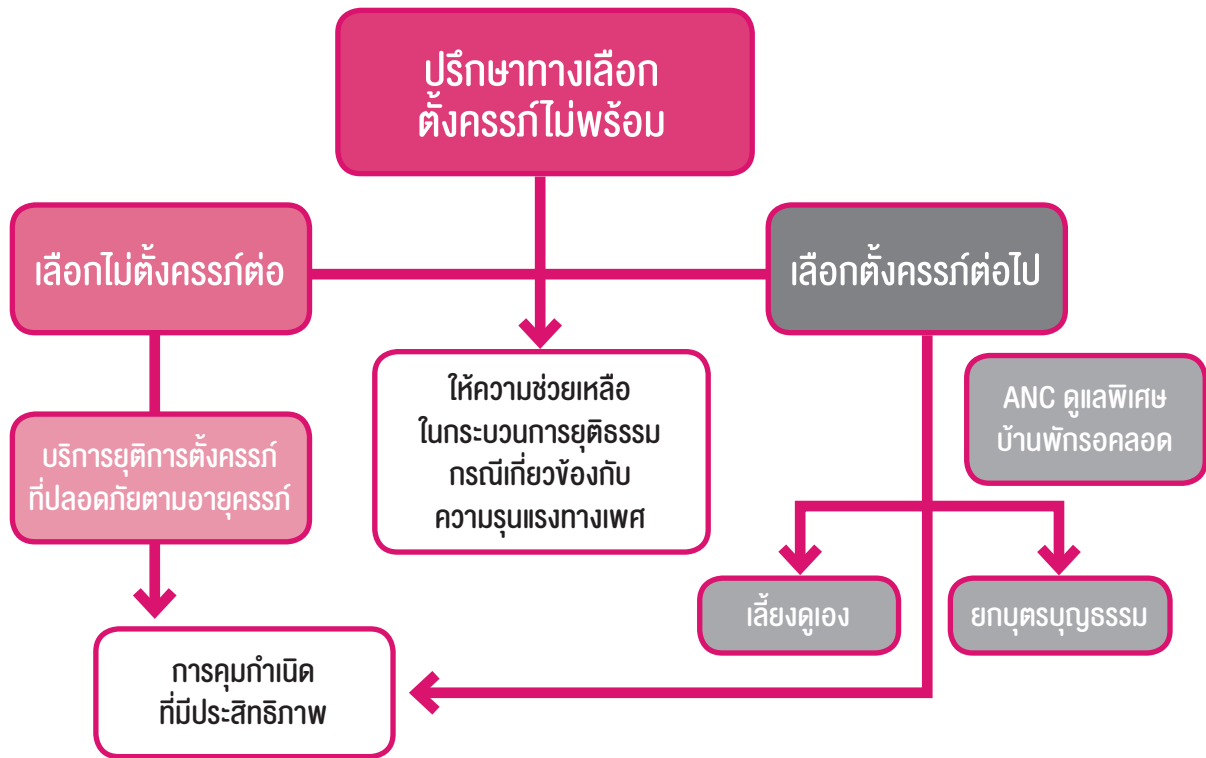 ปรึกษาทางเลือก
ตั้งครรภ์ไม่พร้อม
เลือกไม่ตั้งครรภ์ต่อ
เลือกตั้งครรภ์ต่อไป
ให้ความช่วยเหลือ
ในกระบวนการยุติธรรม
กรณีเกี่ยวข้องกับ
ความรุนแรงทางเพศ
ANC ดูแลพิเศษ
บ้านพักรอคลอด
บริการยุติการตั้งครรภ์
ที่ปลอดภัยตามอายุครรภ์
เลี้ยงดูเอง
ยกบุตรบุญธรรม
การคุมกำเนิด
ที่มีประสิทธิภาพ